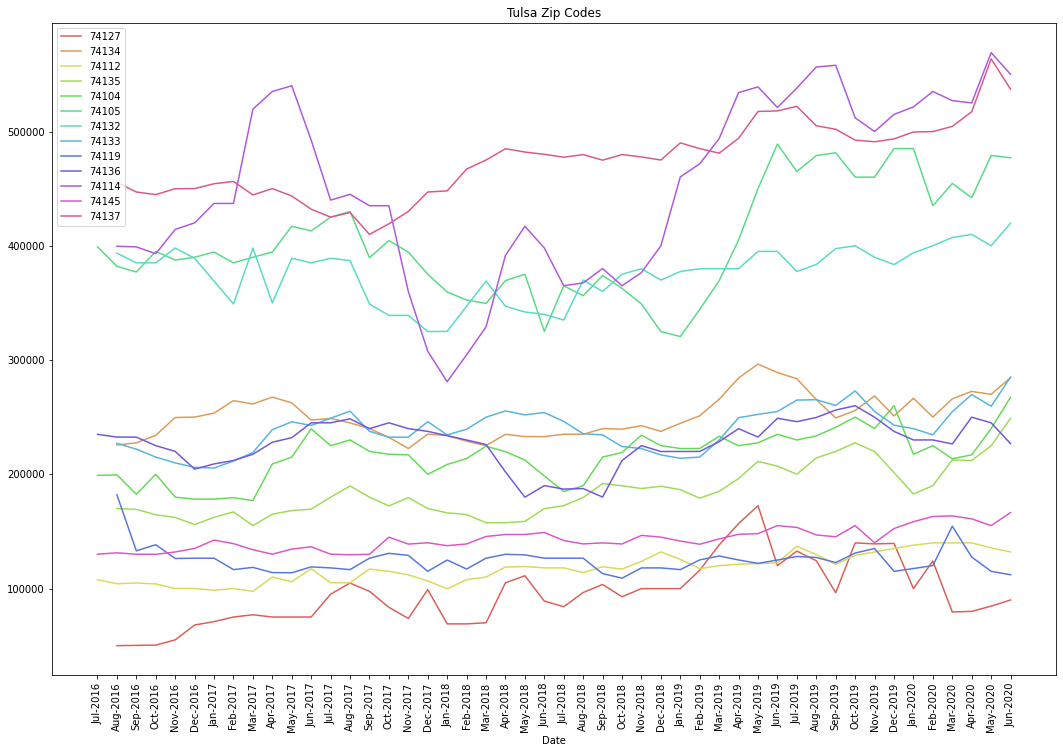 Tulsa Zip Codes
74127
74134
74112
74135
74104
74105
74132
74133
74119
74136
74114
74145
74137
500000
400000
300000
200000
100000
Jul-2016
Aug-2016
Sep-2016
Oct-2016
Nov-2016
Dec-2016
Jan-2017
Feb-2017
Mar-2017
Apr-2017
May-2017
Jun-2017
Jul-2017
Aug-2017
Sep-2017
Oct-2017
Nov-2017
Dec-2017
Jan-2018
Feb-2018
Mar-2018
Apr-2018
May-2018
Jun-2018
Jul-2018
Aug-2018
Sep-2018
Oct-2018
Nov-2018
Dec-2018
Jan-2019
Feb-2019
Mar-2019
Apr-2019
May-2019
Jun-2019
Jul-2019
Aug-2019
Sep-2019
Oct-2019
Nov-2019
Dec-2019
Jan-2020
Feb-2020
Mar-2020
Apr-2020
May-2020
Jun-2020
Date